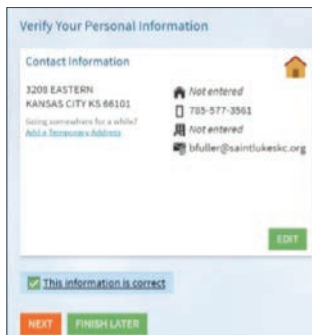 Verify Your Personal Information
Contact Information
3208 EASTERN
KANSAS CITY KS 66101
Going somewhere for a while?
Add a Temporary Address
Not entered
785-577-3561
Not entered
bfuller@saintlukeskc.org
EDIT
This information is correct
NEXT
FINISH LATER